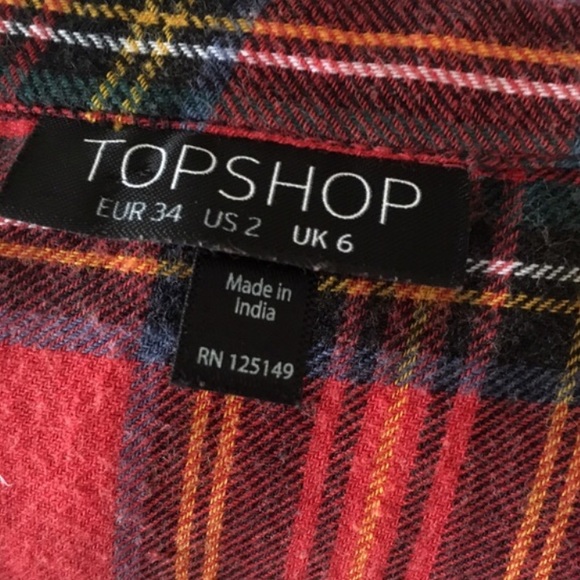 TOPSHOP
EUR 34 US 2 UK 6
Made in
India
RN 125149